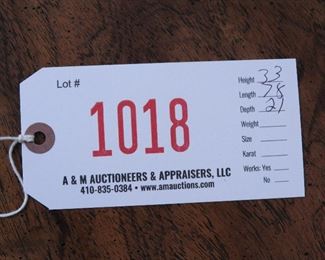 Lot #
1018
A & M AUCTIONEERS & APPRAISERS, LLC
410-835-0384 • www.amauctions.com
Height 33
Length 78
Depth 21
Weight
Size
Karat
Works: Yes
No